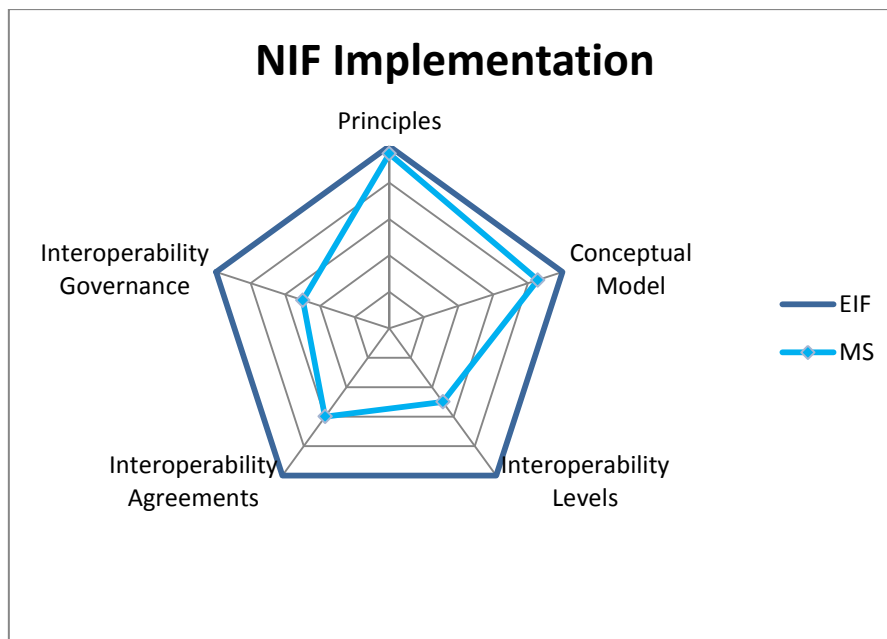 NIF Implementation
Principles
Conceptual
Model
Interoperability
Levels
Interoperability
Agreements
Interoperability
Governance
EIF
MS